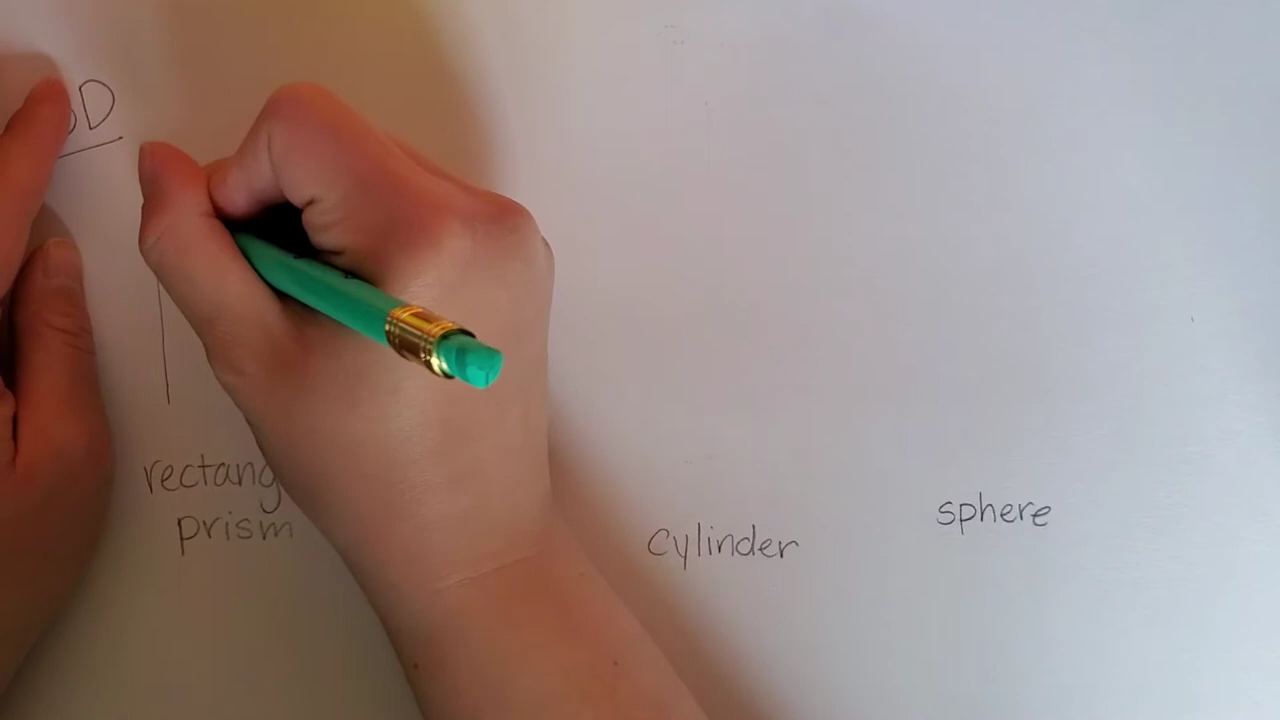 D
rectang
prism
cylinder
sphere